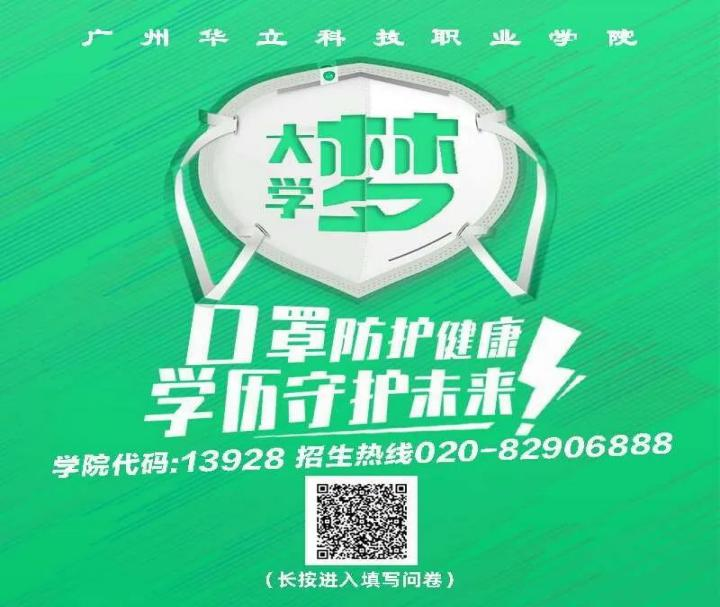 广州华立科技职业学院
大学梦
口罩防护健康
学历守护未来
学院代码:13928 招生热线020-82906888
（长按进入填写问卷）